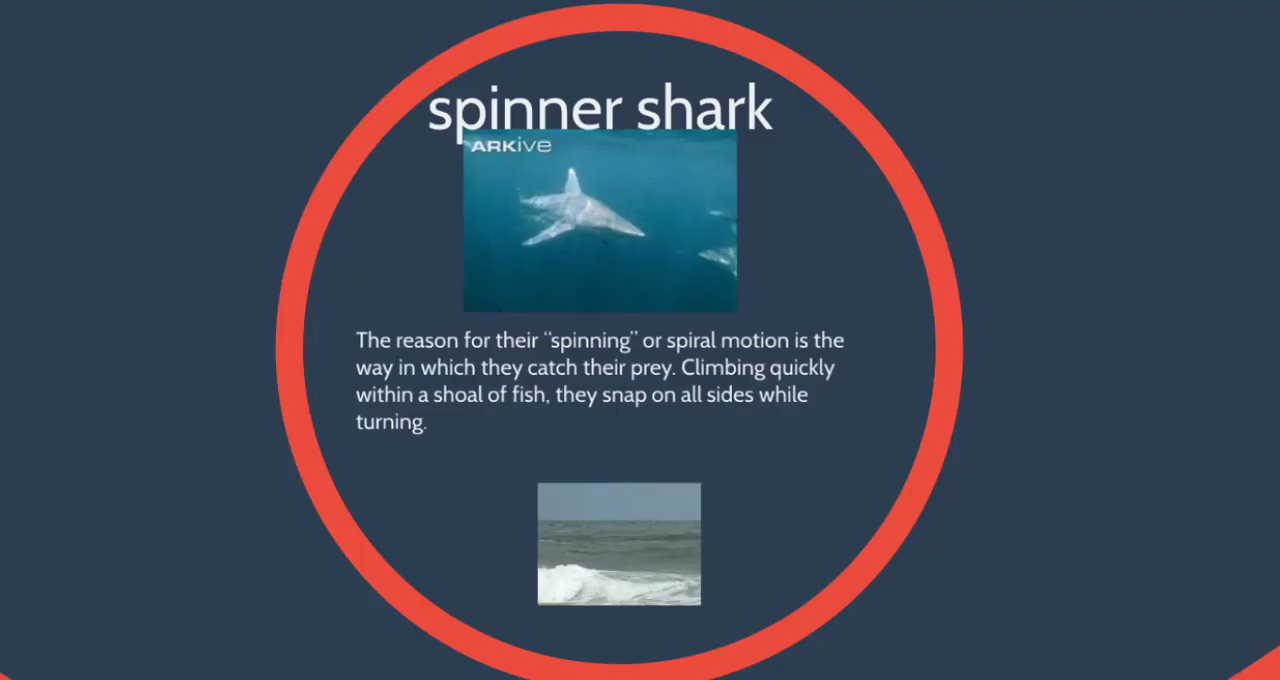 spinner shark
ARKive
The reason for their “spinning” or spiral motion is the
way in which they catch their prey. Climbing quickly
within a shoal of fish, they snap on all sides while
turning.